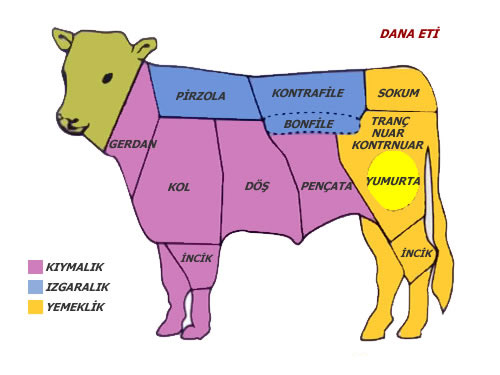 DANA ETİ
PİRZOLA
KONTRAFİLE
SOKUM
BONFİLE
TRANÇ
NUAR
KONTRNUAR
GERDAN
KOL
DÖŞ
PENÇATA
YUMURTA
İNCİK
İNCİK
KIYMALIK
IZGARALIK
YEMEKLİK